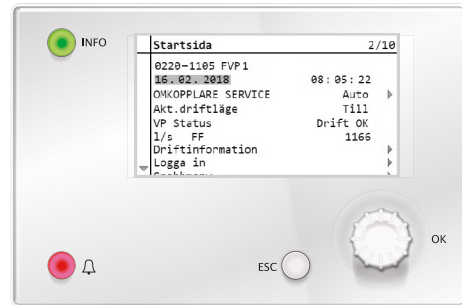 INFO
Startsida 2/10
0220-1105 FVP1
16.02.2018 08:05:22
OMKOPPLARE SERVICE Auto
Akt.driftläge Till
VP Status Drift OK
l/s FF 1166
Driftinformation
Logga in
OK
ESC